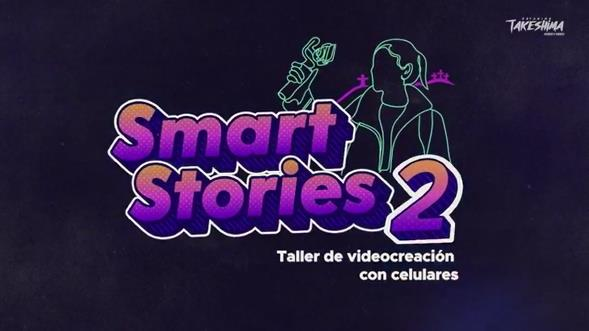 TAKESHIMA
Smart
Stories 2
Taller de videocreación
con celulares